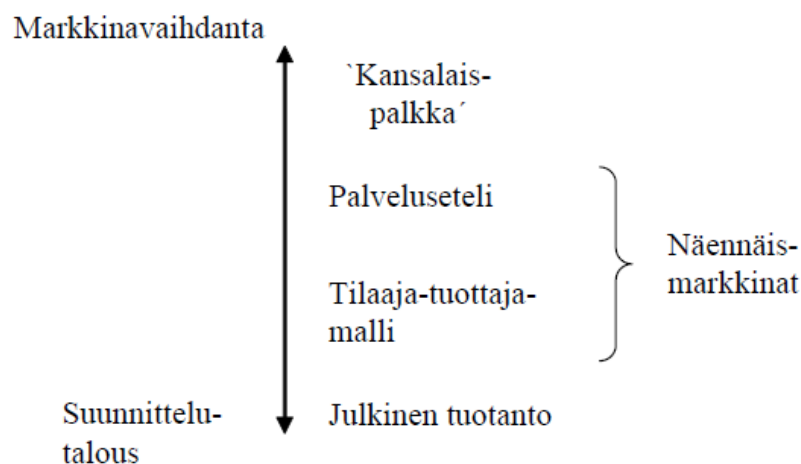 Markkinavaihdanta
`Kansalais-
palkka´
Palveluseteli
Tilaaja-tuottaja-
malli
Näennäis-
markkinat
Suunnittelu-
talous
Julkinen tuotanto